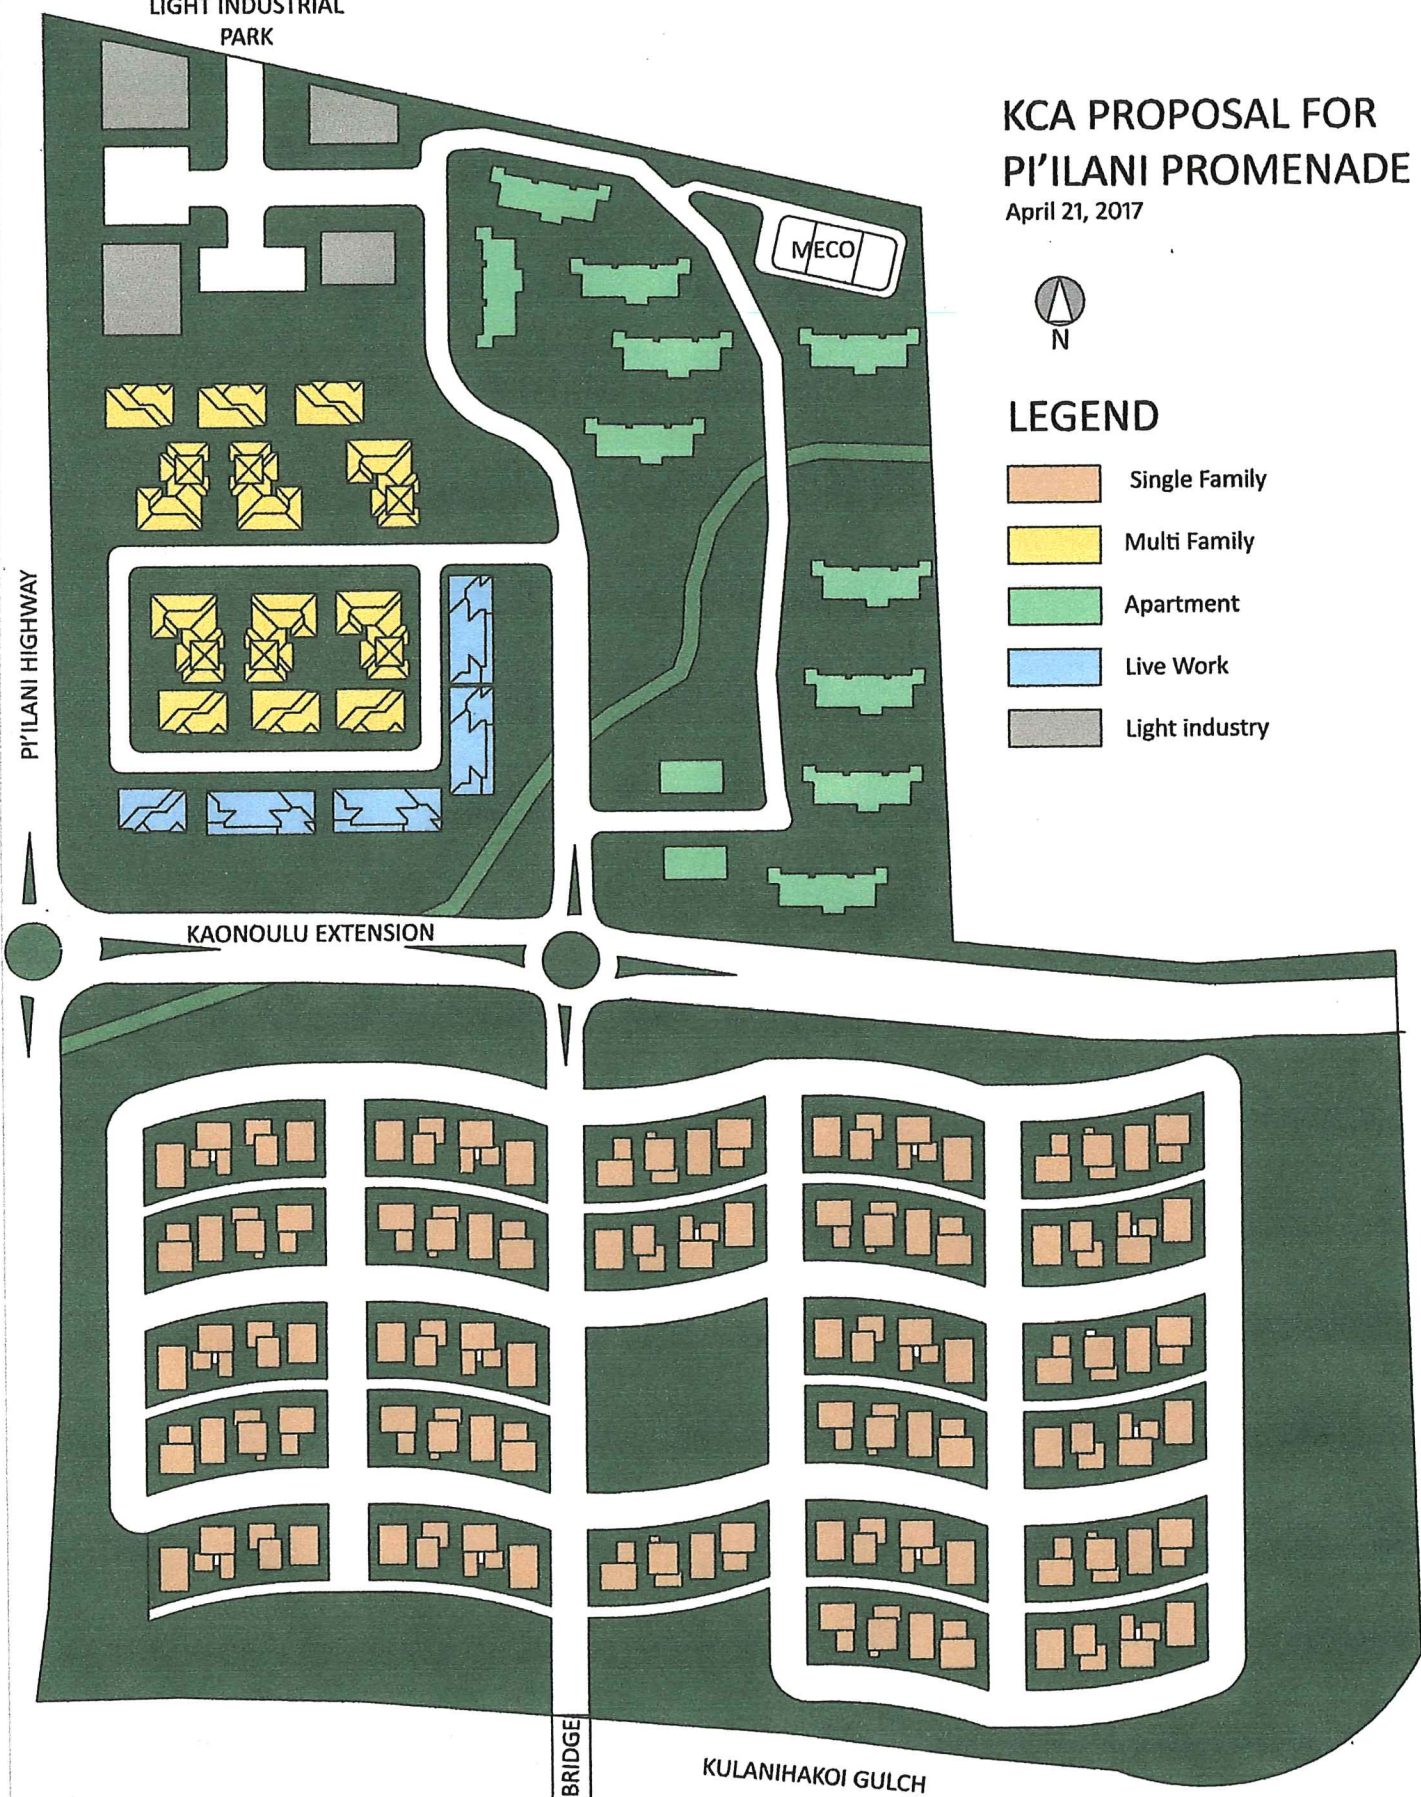 LIGHT INDUSTRIAL
PARK
KCA PROPOSAL FOR
PI'ILANI PROMENADE
April 21, 2017
MECO
N
LEGEND
Single Family
Multi Family
Apartment
Live Work
Light industry
PI'ILANI HIGHWAY
KAONOULU EXTENSION
BRIDGE
KULANIHAKOI GULCH